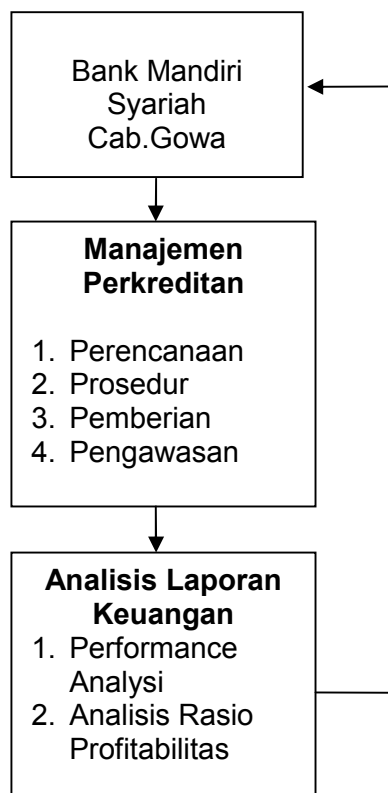 Bank Mandiri
Syariah
Cab.Gowa
Manajemen
Perkreditan
1. Perencanaan
2. Prosedur
3. Pemberian
4. Pengawasan
Analisis Laporan
Keuangan
1. Performance
Analysi
2. Analisis Rasio
Profitabilitas